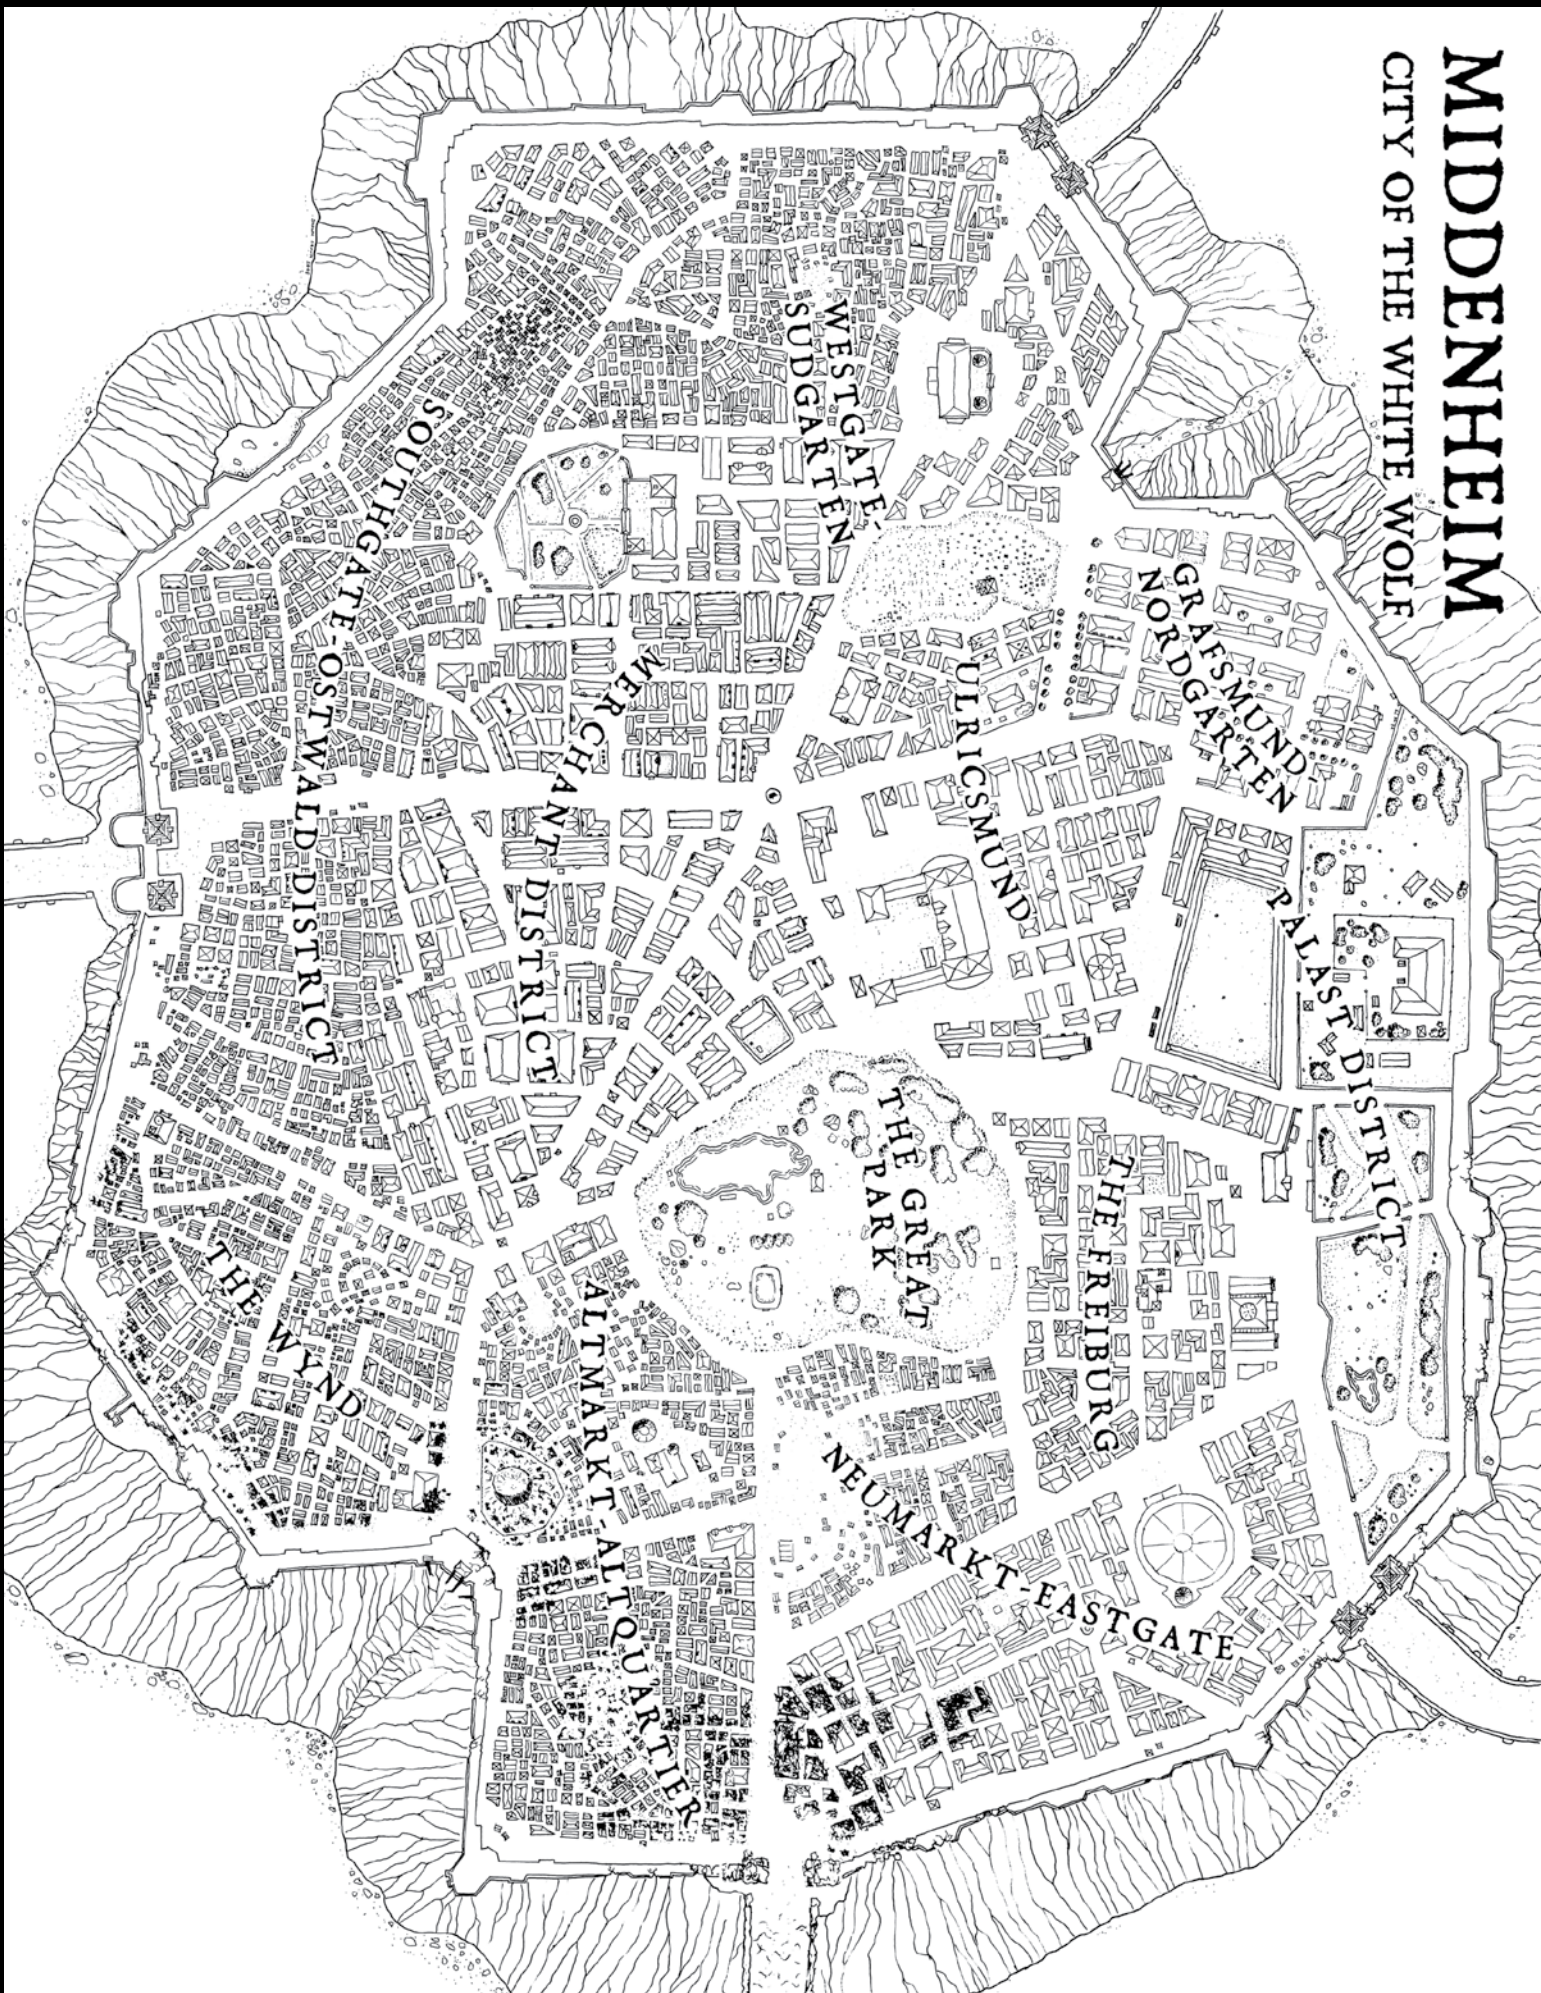 MIDDENHEIM
CITY OF THE WHITE WOLF
GRAFSMUND-
NORDGARTEN
PALAST DISTRICT
WESTGATE-
SUDGARTEN
ULRICSMUND
THE FREIBURG
THE GREAT
PARK
NEUMARKT-EASTGATE
MERCHANT DISTRICT
ALTMARKT-ALTQUARTIER
SOUTHGATE-OSTWALD DISTRICT
THE WYND